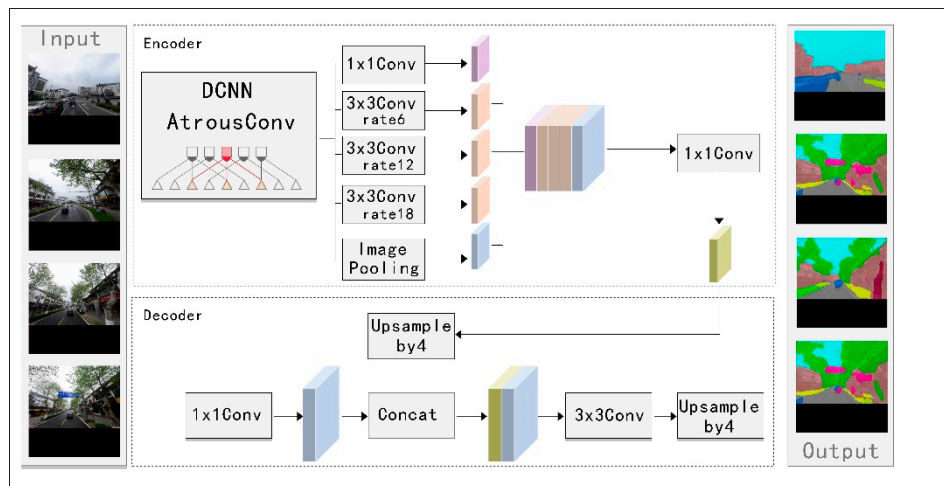 Input
Encoder
DCNN
AtrousConv
1x1Conv
3x3Conv
rate6
3x3Conv
rate12
3x3Conv
rate18
Image
Pooling
1x1Conv
Decoder
Upsample
by4
1x1Conv
Concat
3x3Conv
Upsample
by4
Output